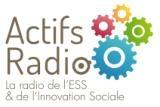 Actifs
Radio
La radio de l'ESS
& de l'Innovation Sociale